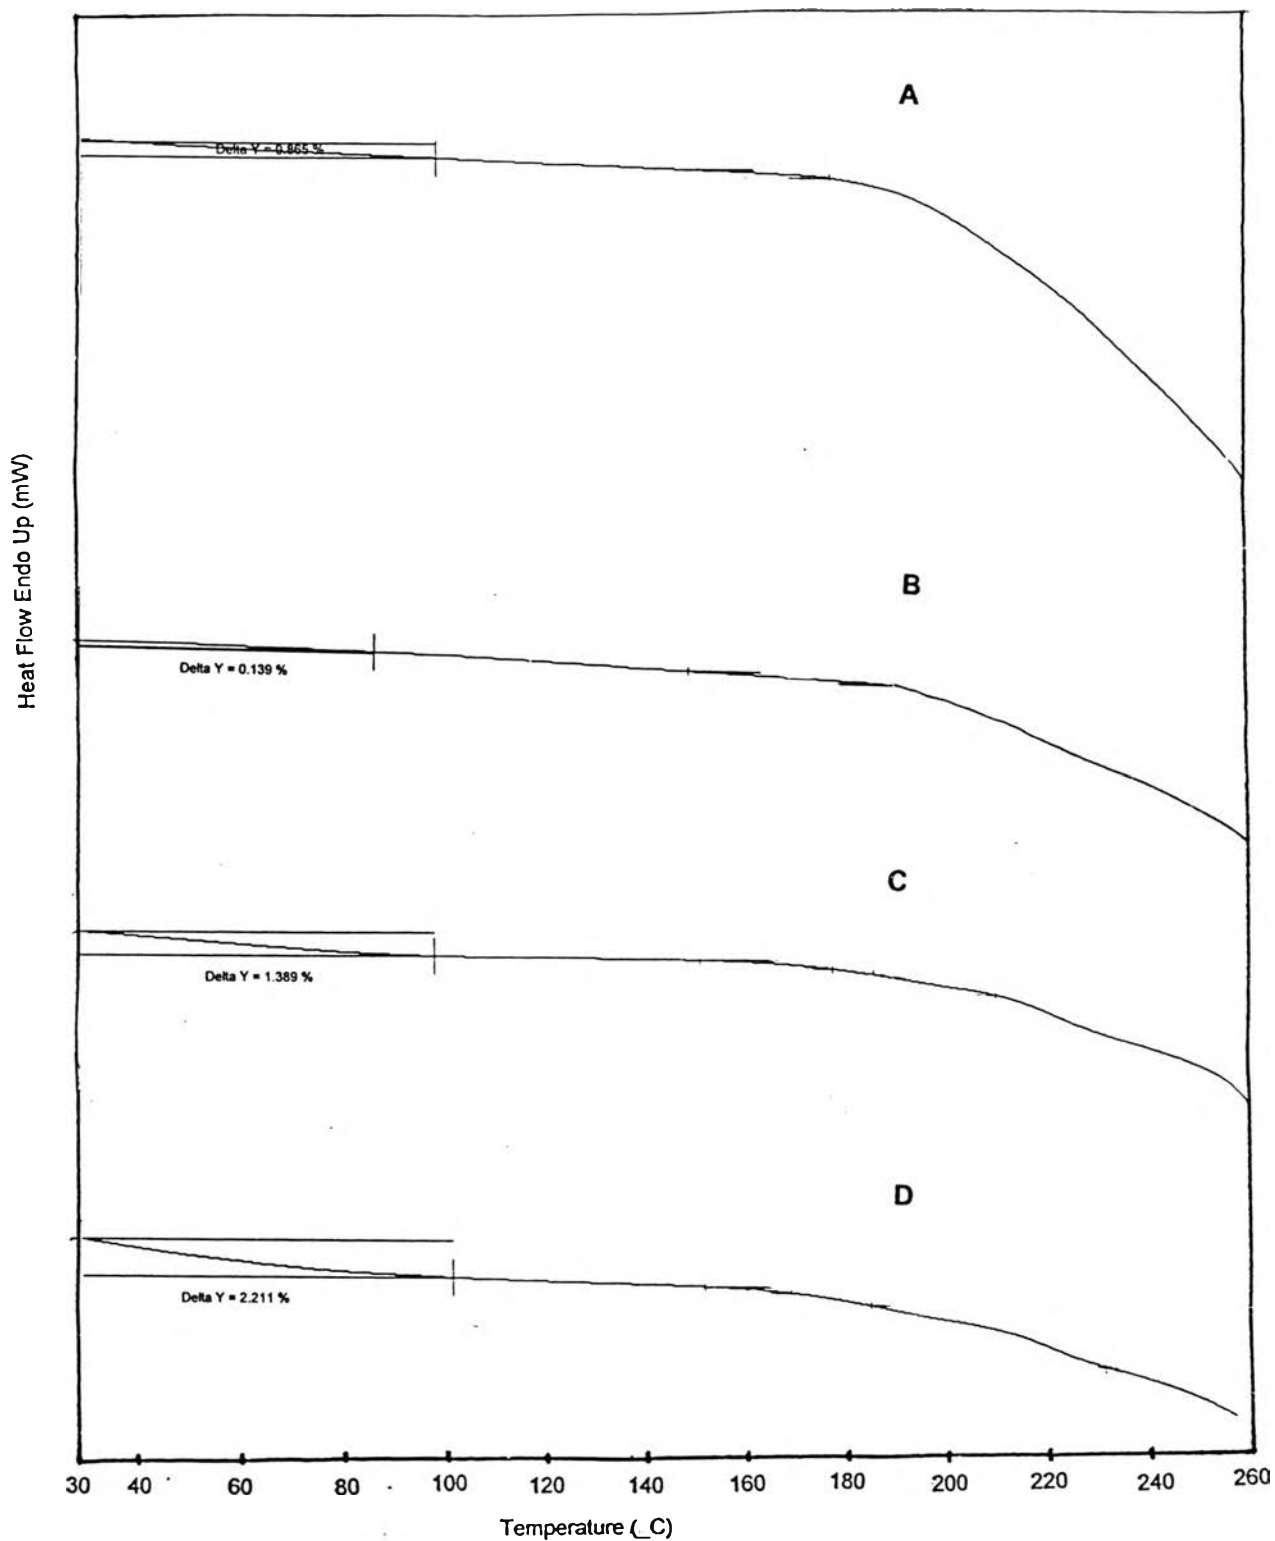 A
Delta Y = 0.865 %
Heat Flow Endo Up (mW)
B
Delta Y = 0.139 %
C
Delta Y = 1.389 %
D
Delta Y = 2.211 %
30 40 60 80 100 120 140 160 180 200 220 240 260
Temperature (_C)